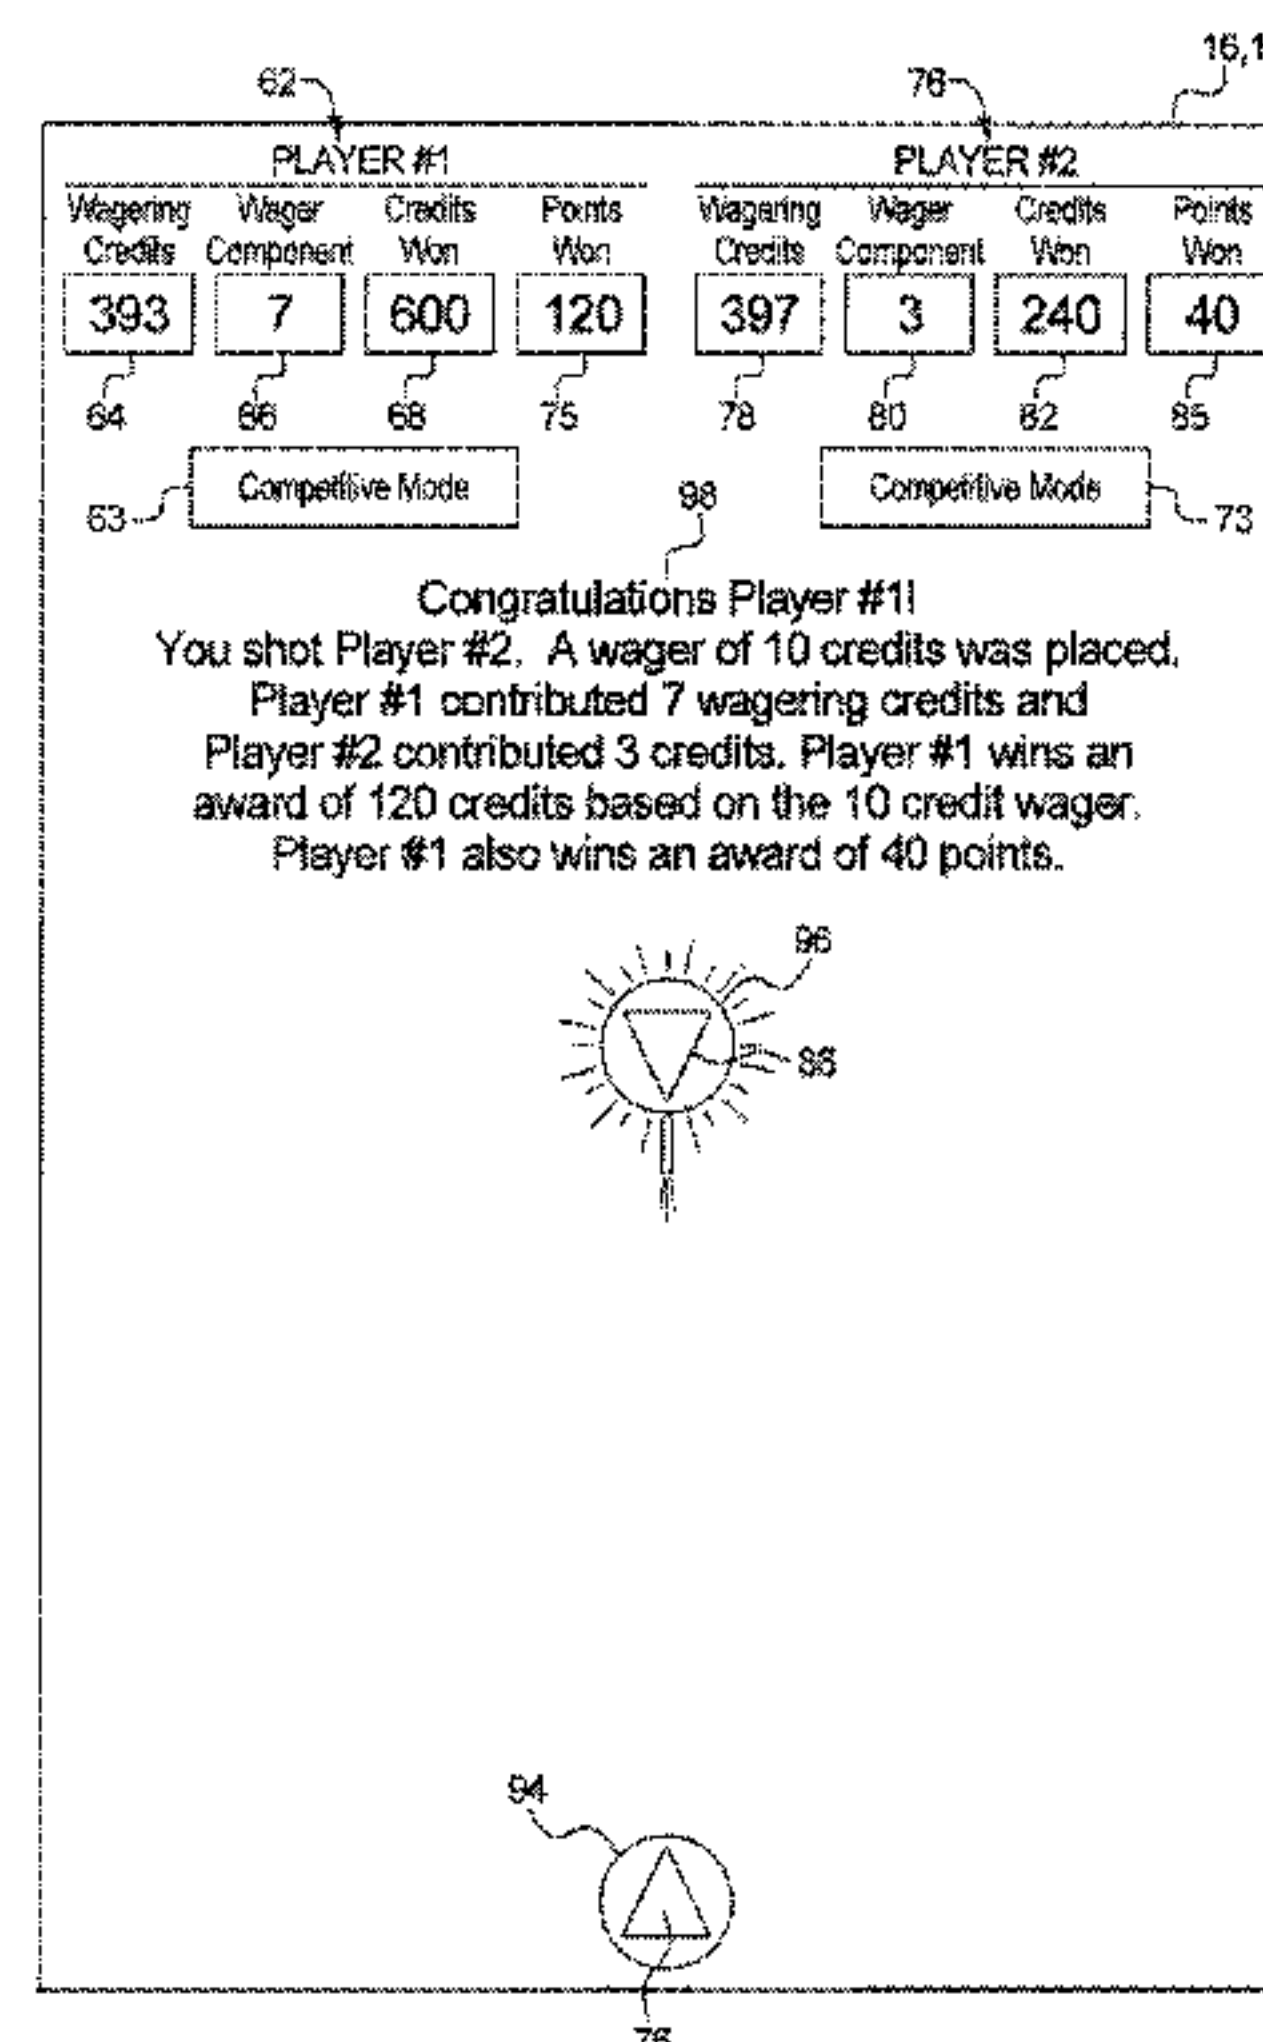 16,1
62 76
PLAYER #1 PLAYER #2
Wagering Wager Credits Points Wagering Wager Credits Points
Credits Component Won Won Credits Component Won Won
393 7 600 120 397 3 240 40
64 66 68 75 78 80 82 85
Competitive Mode Competitive Mode
63 98 73
Congratulations Player #1!
You shot Player #2. A wager of 10 credits was placed.
Player #1 contributed 7 wagering credits and
Player #2 contributed 3 credits. Player #1 wins an
award of 120 credits based on the 10 credit wager.
Player #1 also wins an award of 40 points.
96
86
94
76